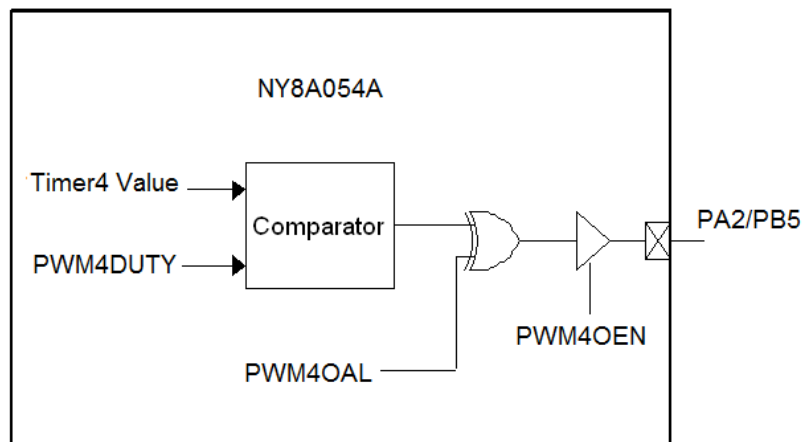 NY8A054A
Timer4 Value
Comparator
PA2/PB5
PWM4DUTY
PWM4OEN
PWM4OAL